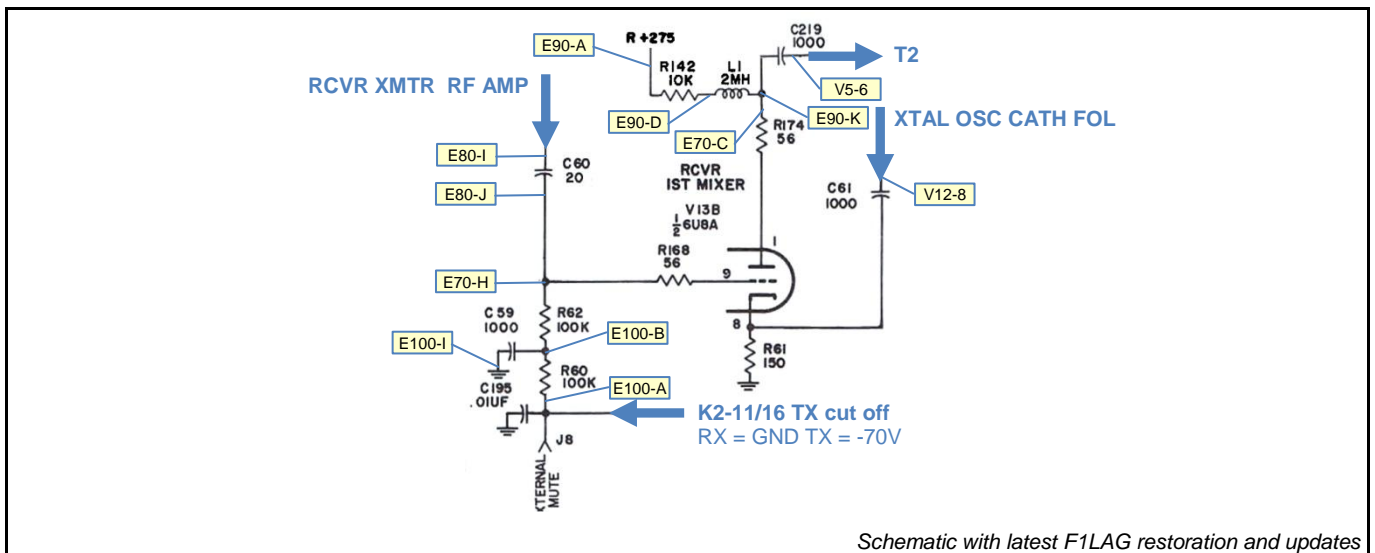 R +275
E90-A
R142
10K
L1
2MH
C219
1000
T2
V5-6
RCVR XMTR RF AMP
E90-D
E90-K
XTAL OSC CATH FOL
E70-C
R174
56
E80-I
C60
20
RCVR
1ST MIXER
E80-J
C61
1000
V12-8
V13B
½ 6U8A
R168
56
1
E70-H
9
C59
1000
R62
100K
8
E100-I
E100-B
R61
150
R60
100K
C195
.01UF
E100-A
K2-11/16 TX cut off
RX = GND TX = -70V
J8
XTERNAL
MUTE
Schematic with latest F1LAG restoration and updates